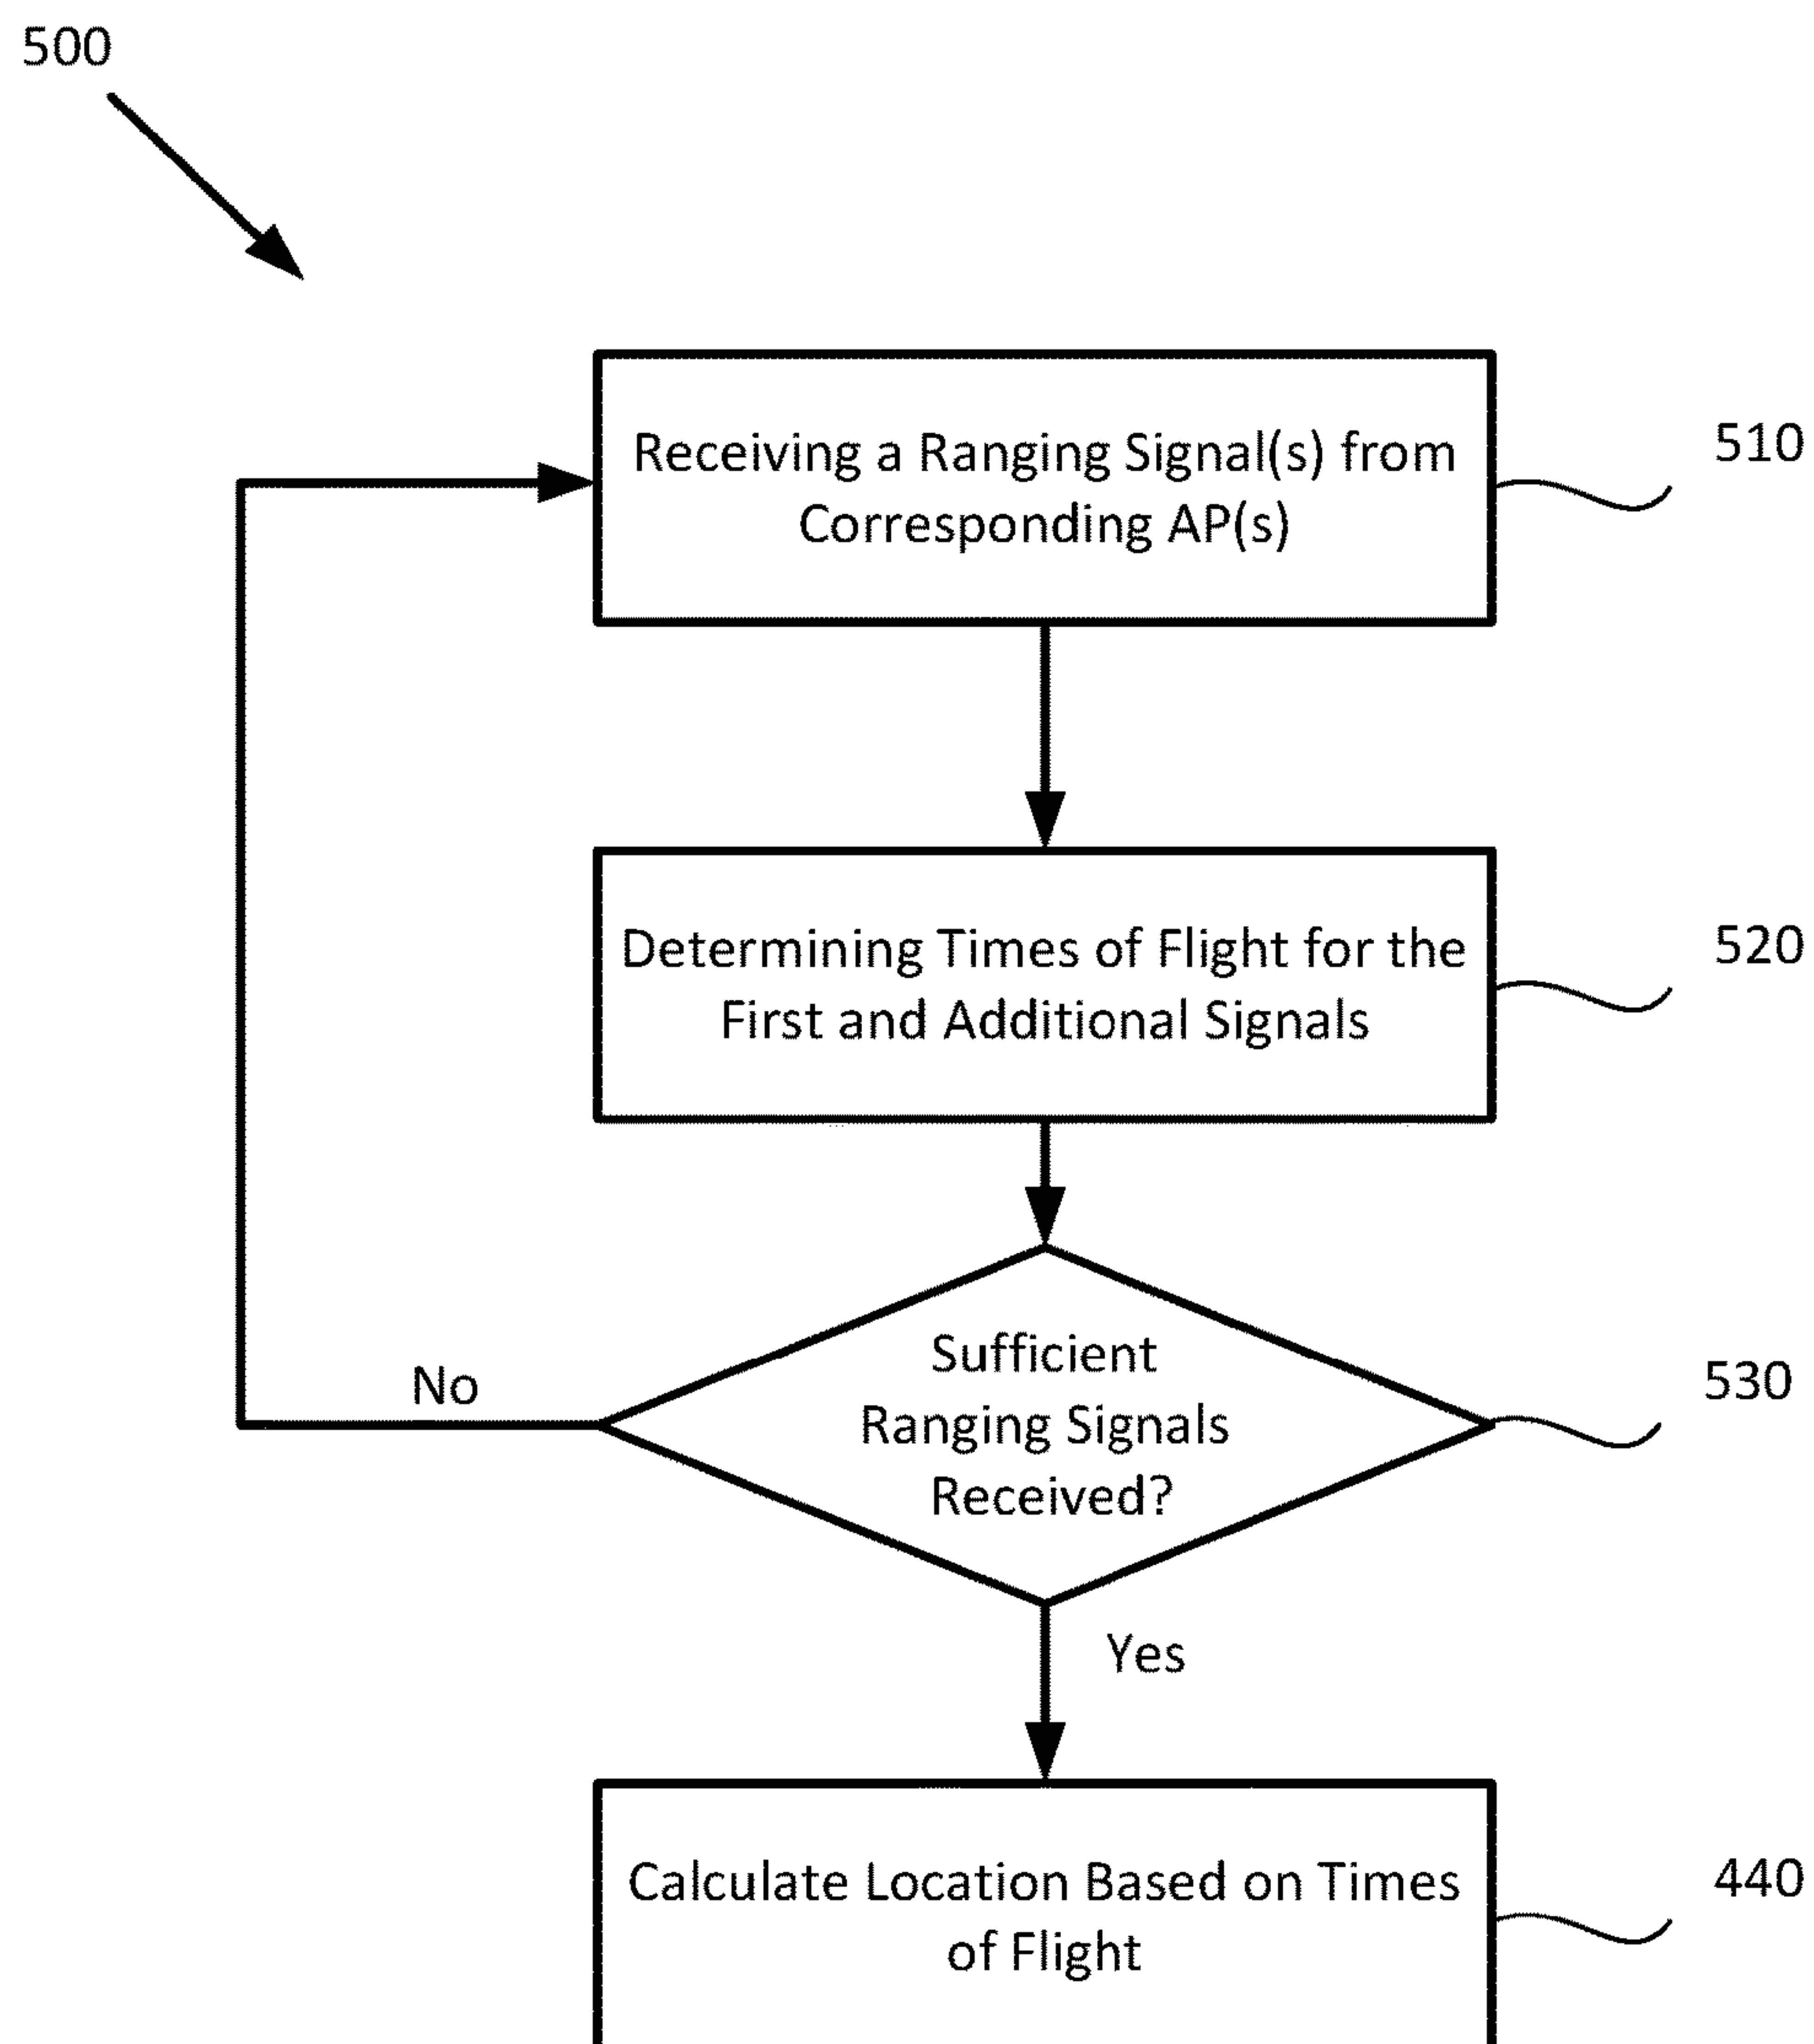 500
Receiving a Ranging Signal(s) from
Corresponding AP(s)
510
Determining Times of Flight for the
First and Additional Signals
520
Sufficient
Ranging Signals
Received?
530
No
Yes
Calculate Location Based on Times
of Flight
440